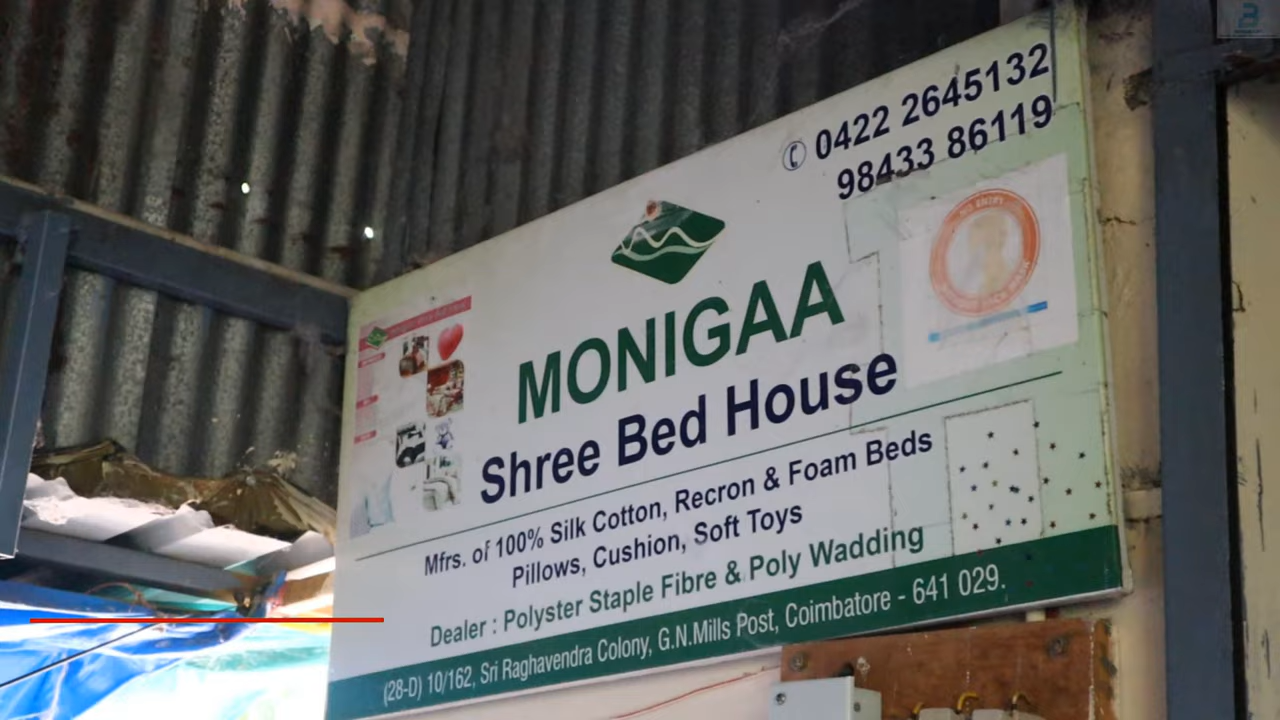 ✆ 0422 2645132
98433 86119
MONIGAA
Shree Bed House
Mfrs. of 100% Silk Cotton, Recron & Foam Beds
Pillows, Cushion, Soft Toys
Dealer : Polyster Staple Fibre & Poly Wadding
(28-D) 10/162, Sri Raghavendra Colony, G.N.Mills Post, Coimbatore - 641 029.